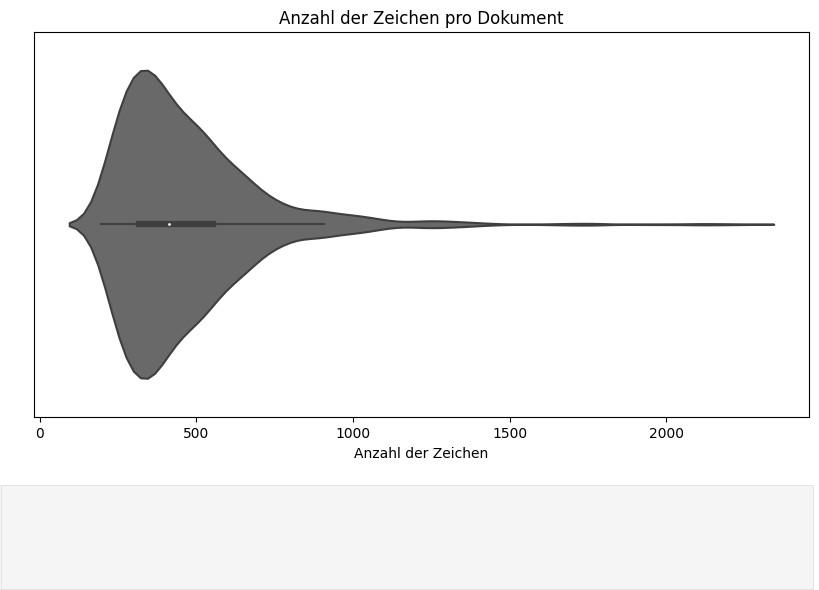 Anzahl der Zeichen pro Dokument
0 500 1000 1500 2000
Anzahl der Zeichen